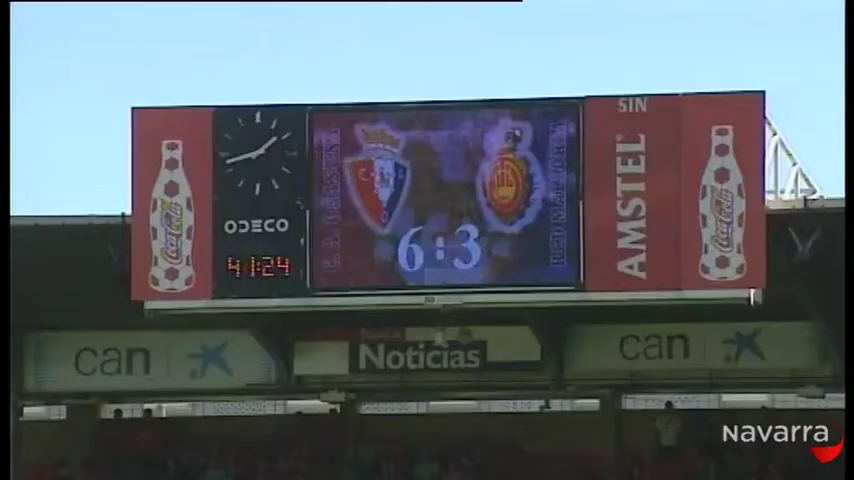 SIN
AMSTEL
Coca-Cola
Coca-Cola
ODECO
41:24
6:3
can
Noticias
can
Navarra